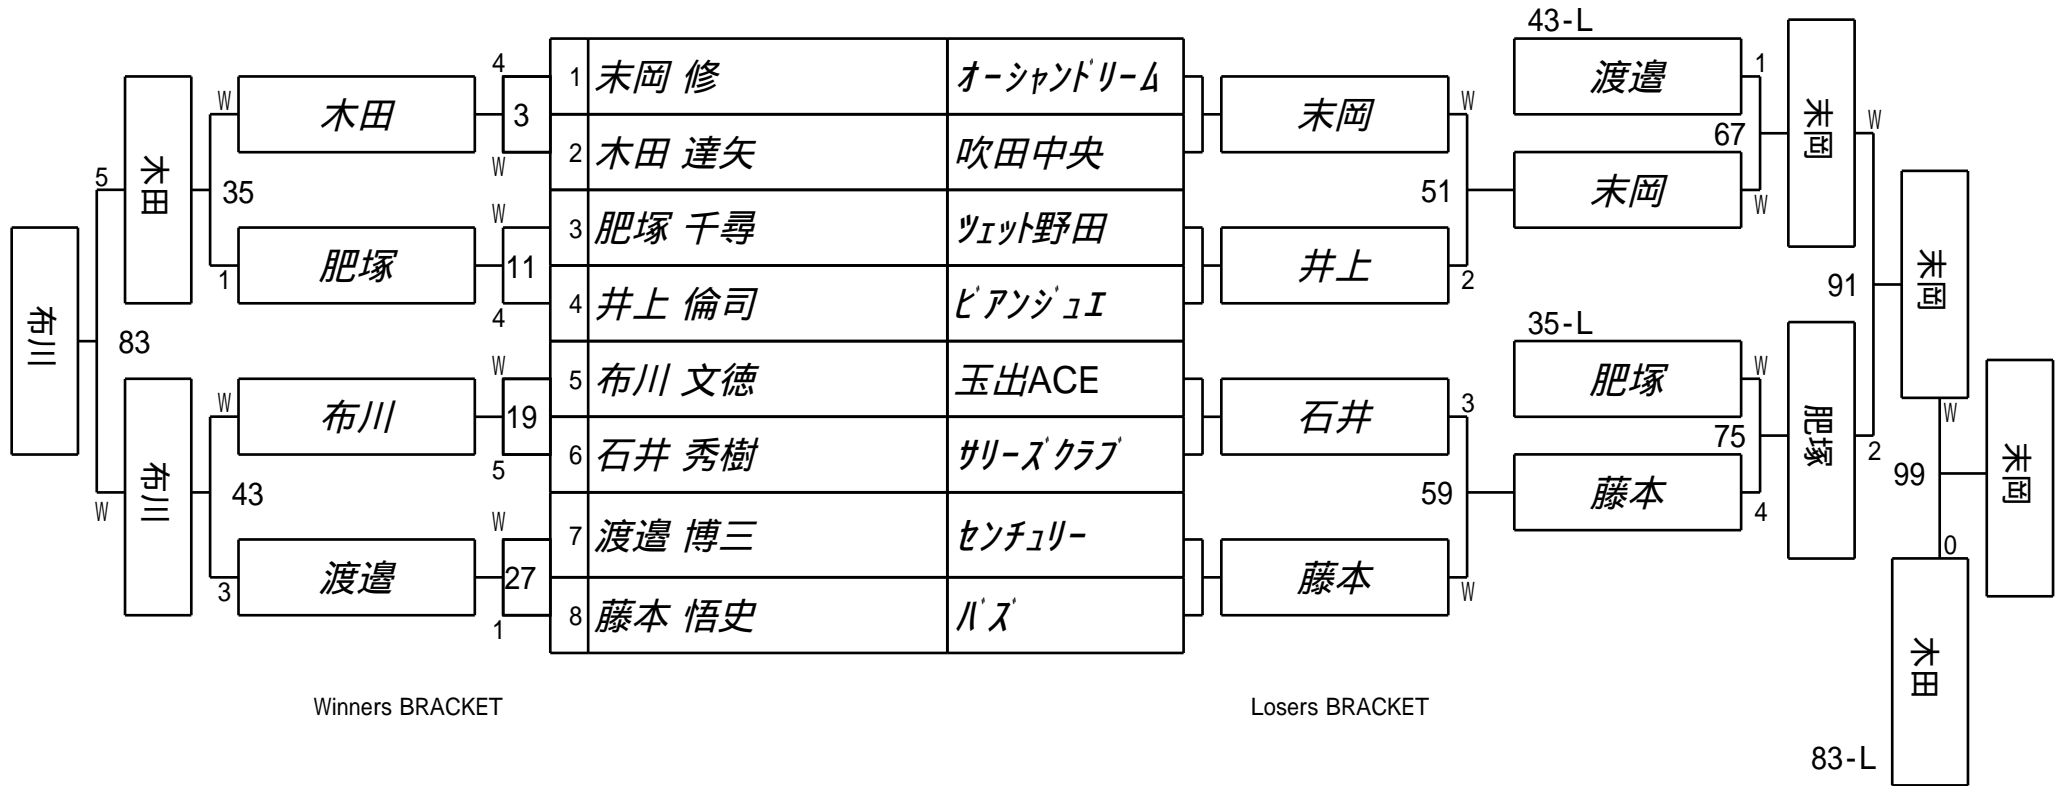 43-L
4
1 末岡 修 オーシャンドリーム
渡邉
1
木田
W
3
末岡
W
67
末岡
W
木田
W
2 木田 達矢 吹田中央
5
35
51
末岡
W
W
3 肥塚 千尋 ツェット野田
肥塚
1
11
井上
2
末岡
布川
4
4 井上 倫司 ビアンジュエ
91
83
35-L
W
5 布川 文徳 玉出ACE
肥塚
W
布川
W
19
石井
3
75
肥塚
2
W
布川
W
43
5
6 石井 秀樹 サリーズクラブ
59
藤本
4
99
末岡
W
7 渡邉 博三 センチュリー
渡邉
3
27
藤本
W
0
1
8 藤本 悟史 バズ
木田
Winners BRACKET
Losers BRACKET
83-L